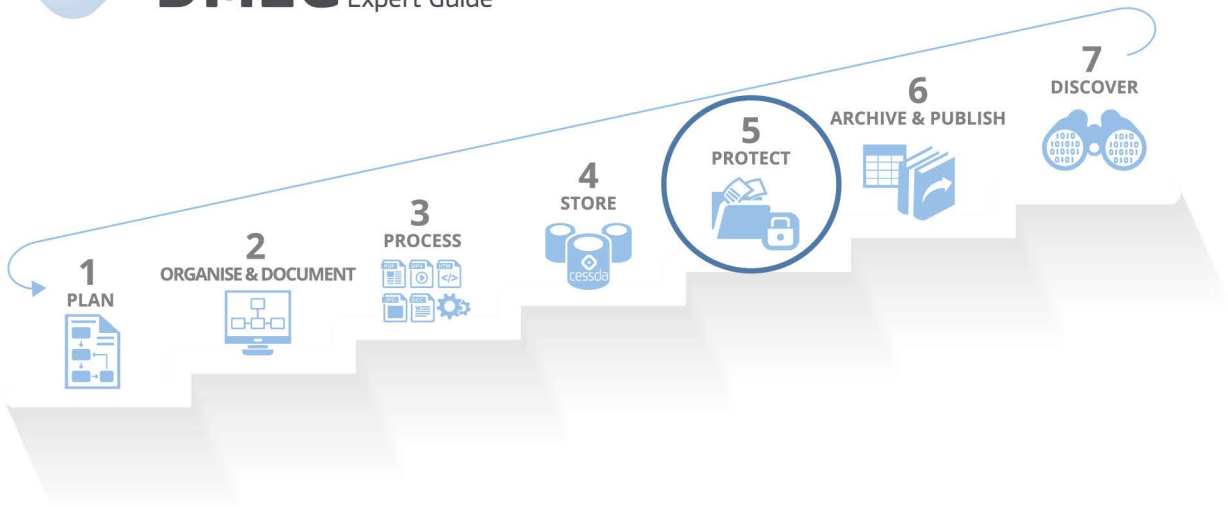 Expert Guide
1
PLAN
2
ORGANISE & DOCUMENT
3
PROCESS
4
STORE
cessda
5
PROTECT
6
ARCHIVE & PUBLISH
7
DISCOVER